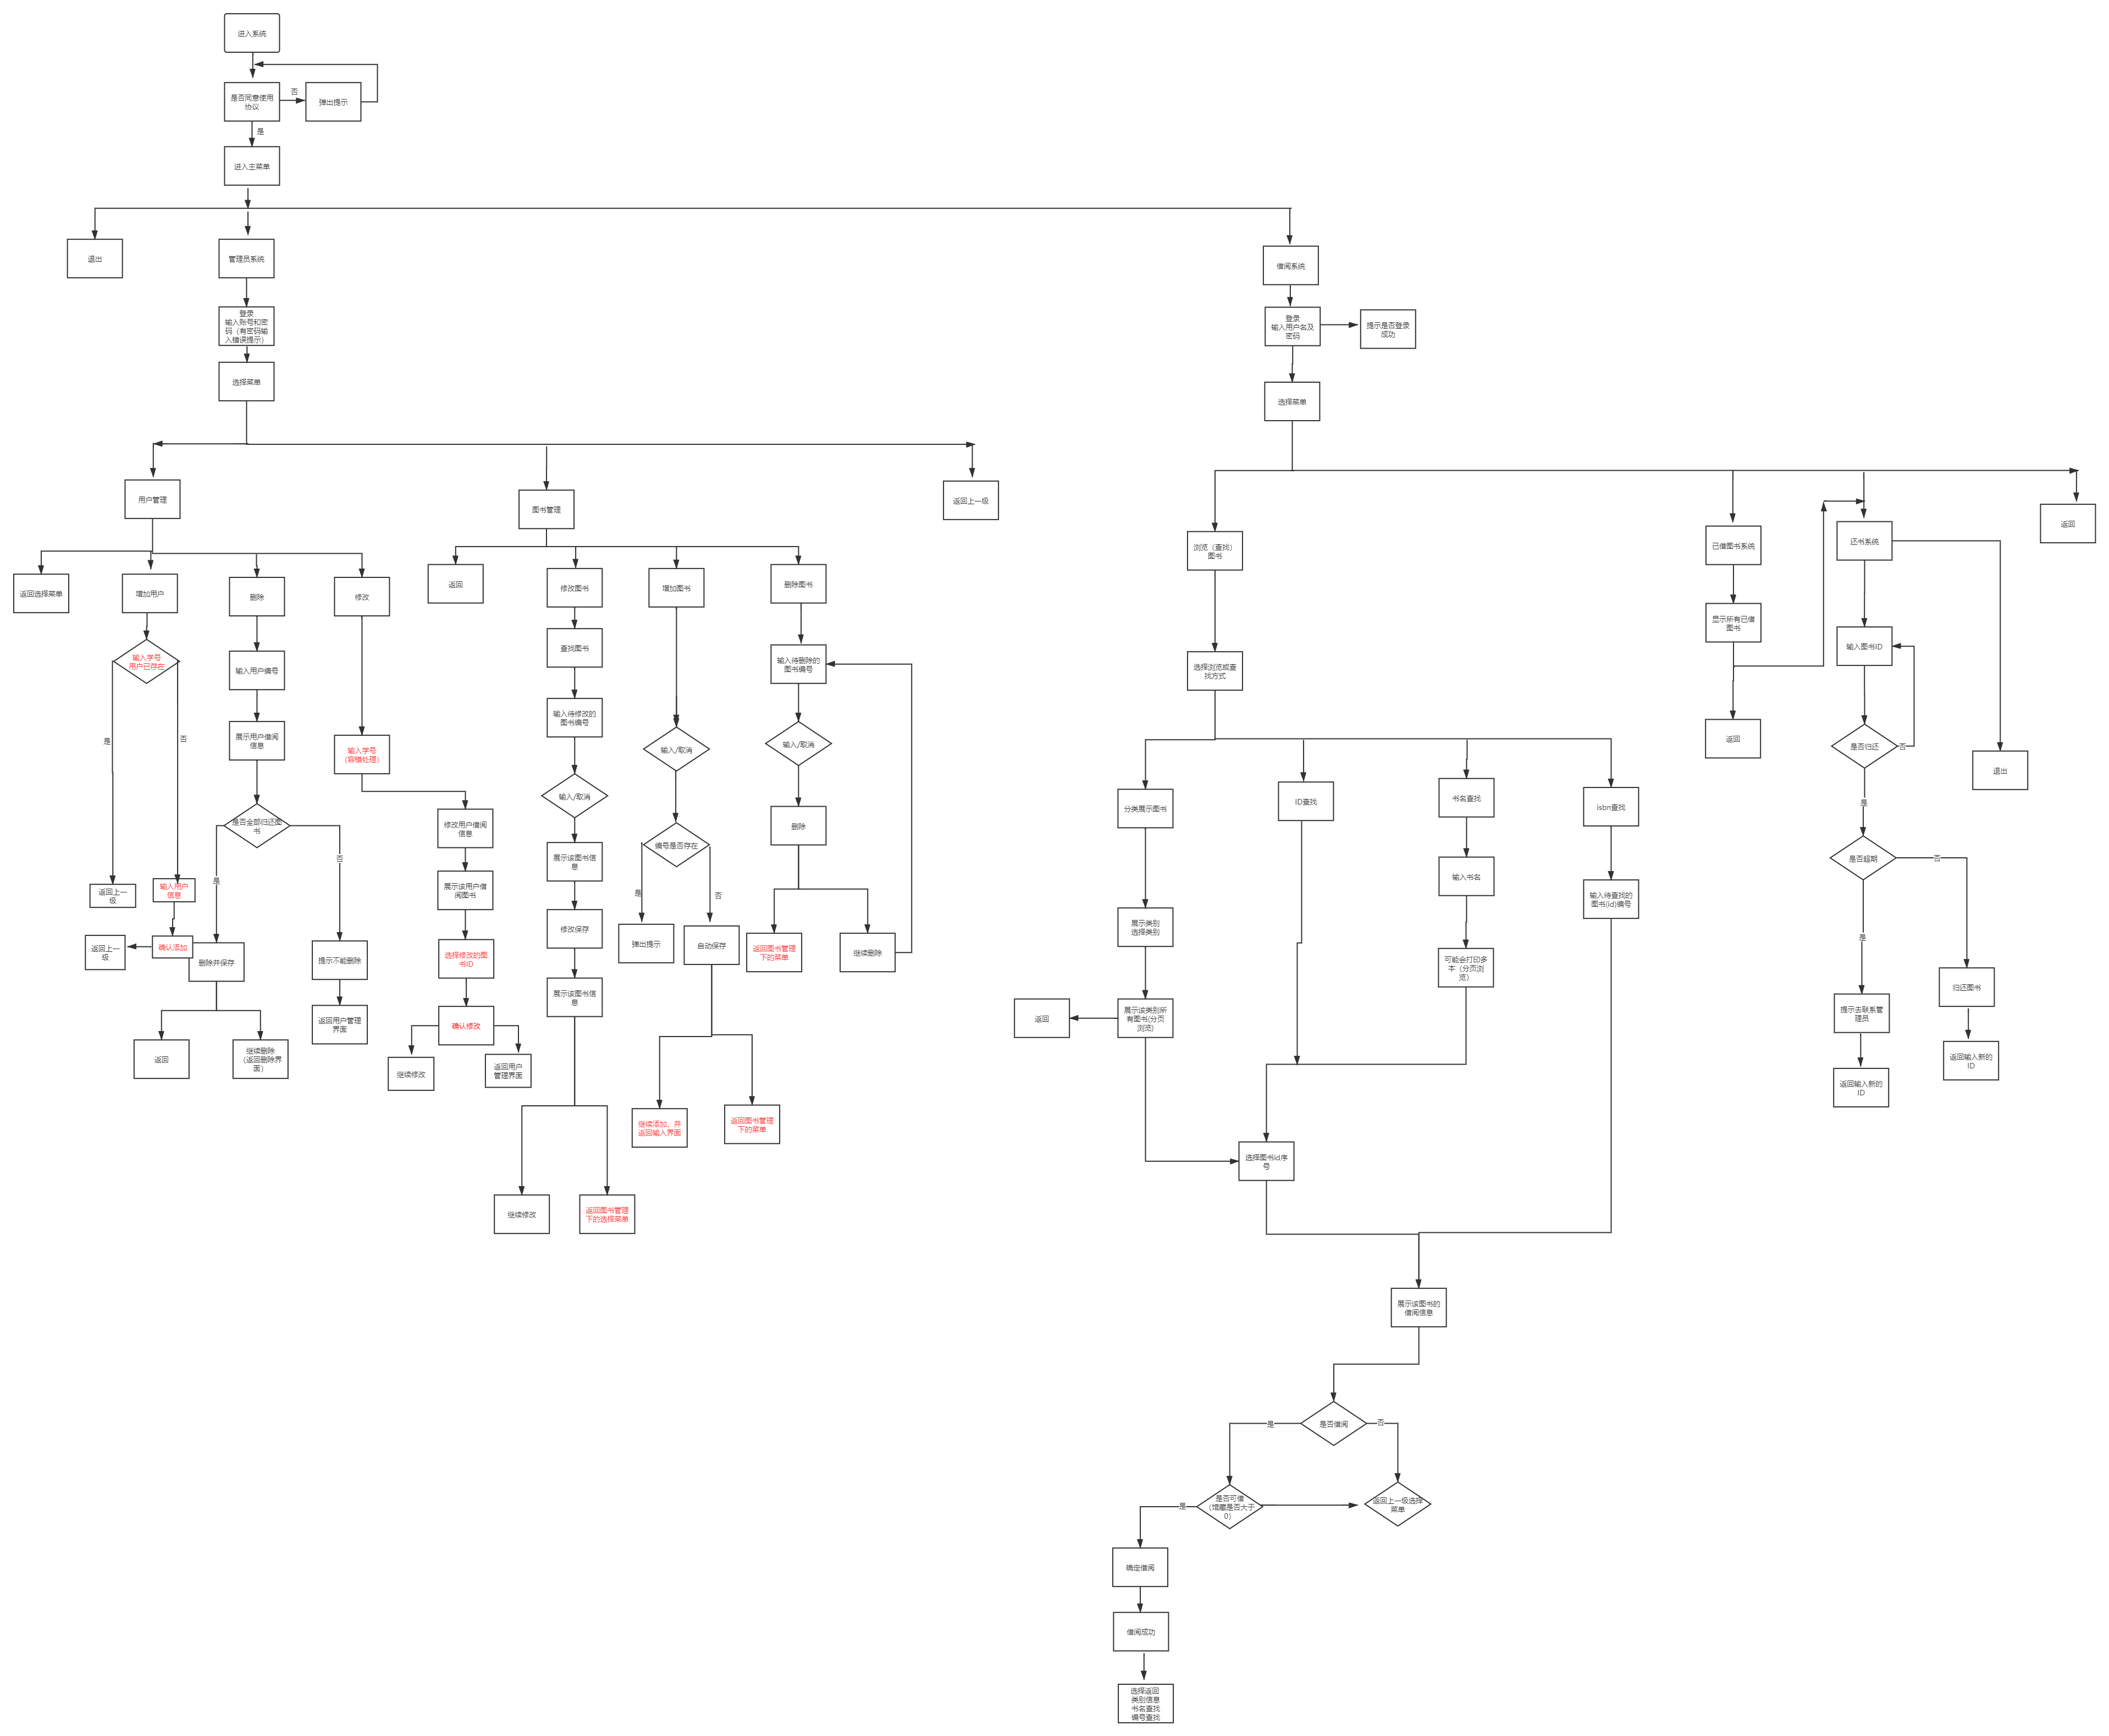 进入系统
是否同意使用
协议
否
弹出提示
是
进入主菜单
退出
管理员系统
登录
输入账号和密
码（有密码输
入错误提示）
选择菜单
借阅系统
登录
输入用户名及
密码
提示是否登录
成功
选择菜单
用户管理
图书管理
返回上一级
返回选择菜单
增加用户
删除
修改
输入学号
用户已存在
是
否
返回上一
级
输入用户
信息
返回上一
级
确认添加
输入用户编号
展示用户借阅
信息
是否全部归还图
书
是
否
删除并保存
提示不能删除
返回
继续删除
（返回删除界
面）
返回用户管理
界面
输入学号
（容错处理）
修改用户借阅
信息
展示该用户借
阅图书
选择修改的图
书ID
确认修改
继续修改
返回用户
管理界面
返回
修改图书
增加图书
删除图书
查找图书
输入待修改的
图书编号
输入/取消
展示该图书信
息
修改保存
展示该图书信
息
继续修改
返回图书管理
下的选择菜单
输入/取消
编号是否存在
是
否
弹出提示
自动保存
继续添加，并
返回输入界面
返回图书管理
下的菜单
输入待删除的
图书编号
输入/取消
删除
返回图书管理
下的菜单
继续删除
浏览（查找）
图书
选择浏览或查
找方式
分类展示图书
ID查找
书名查找
isbn查找
展示类别
选择类别
输入书名
输入待查找的
图书(id)编号
可能会打印多
本（分页浏
览）
返回
展示该类别所
有图书(分页
浏览)
选择图书id序
号
展示该图书的
借阅信息
是否借阅
是
否
是否可借
（馆藏是否大于
0）
是
返回上一级选择
菜单
确定借阅
借阅成功
选择返回
类别信息
书名查找
编号查找
已借图书系统
显示所有已借
图书
返回
还书系统
输入图书ID
是否归还
否
是
是否超期
否
是
提示去联系管
理员
返回输入新的
ID
归还图书
返回输入新的
ID
退出
返回